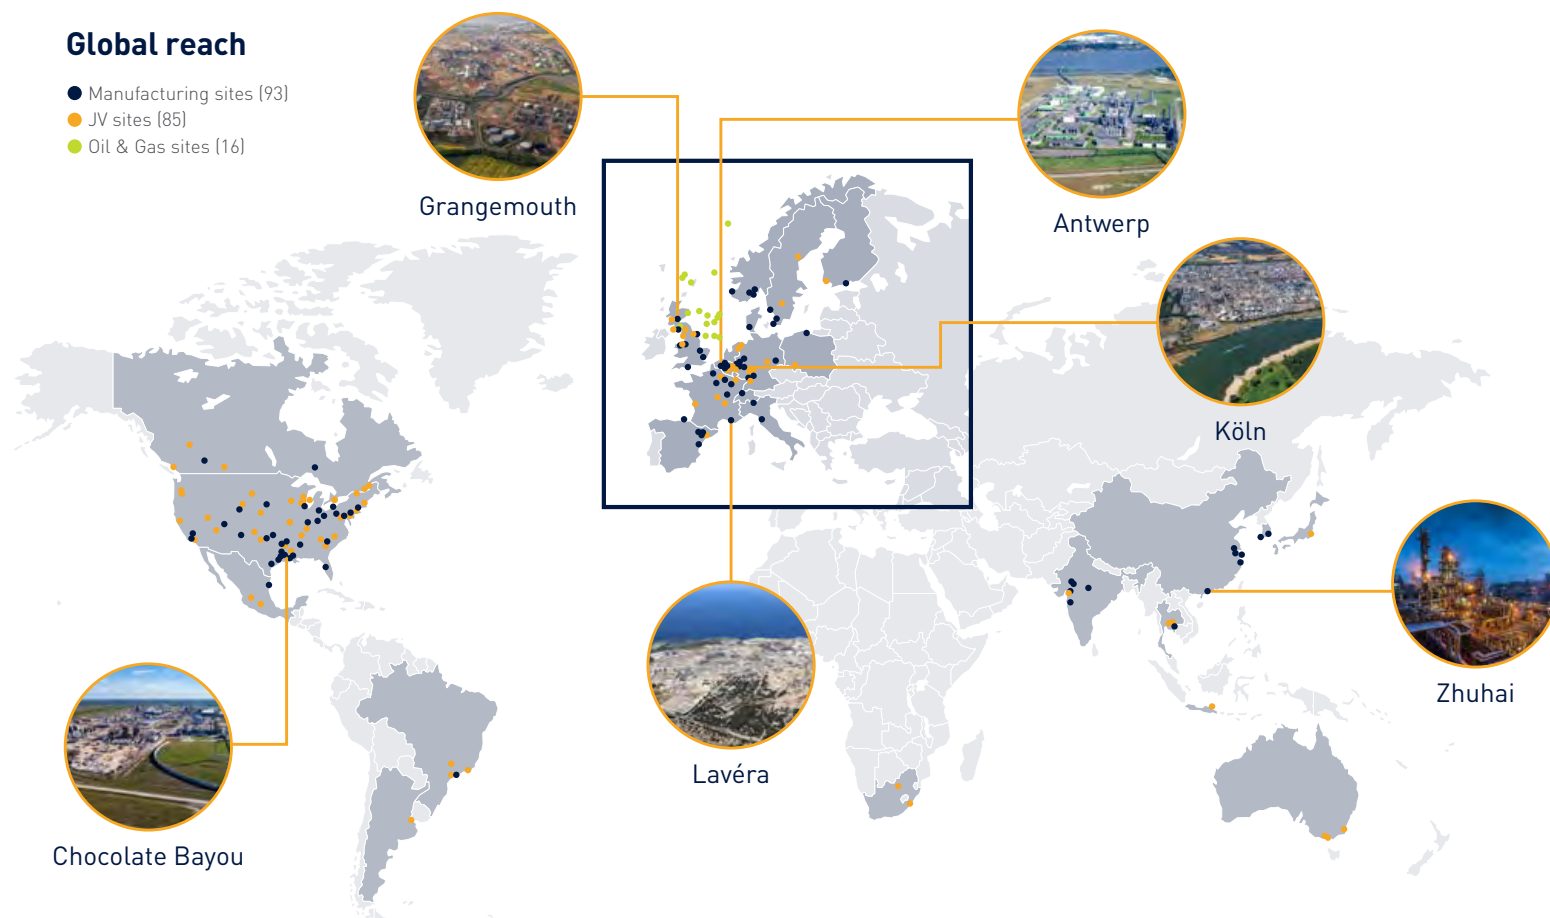 Global reach
Manufacturing sites (93)
JV sites (85)
Oil & Gas sites (16)
Grangemouth
Antwerp
Köln
Zhuhai
Lavéra
Chocolate Bayou